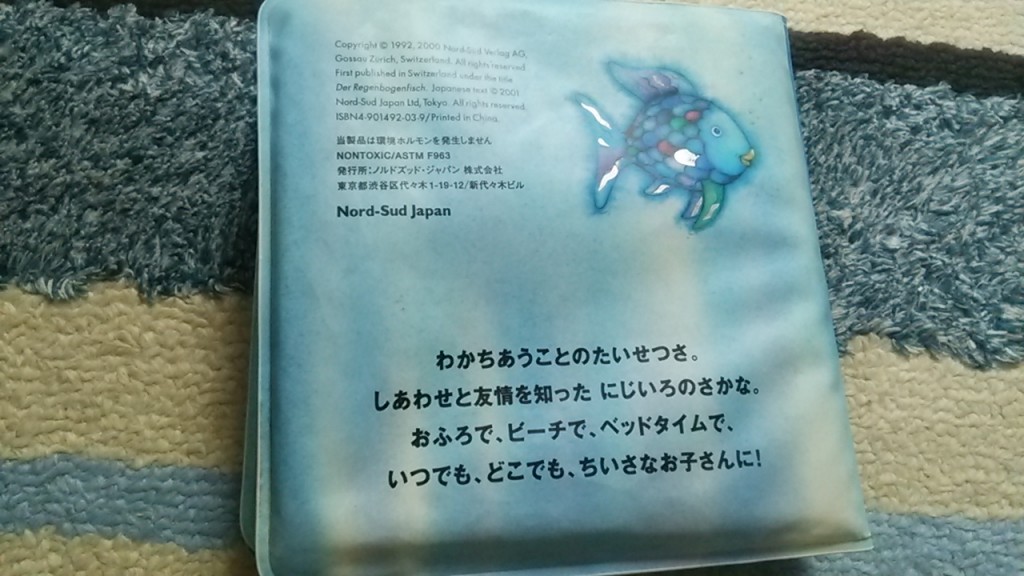 Copyright © 1992, 2000 Nord-Sud Verlag AG,
Gossau Zürich, Switzerland. All rights reserved.
First published in Switzerland under the title
Der Regenbogenfisch. Japanese text © 2001
Nord-Sud Japan Ltd, Tokyo. All rights reserved.
ISBN4-901492-03-9/Printed in China.
当製品は環境ホルモンを発生しません
NONTOXIC/ASTM F963
発行所:ノルドズッド・ジャパン 株式会社
東京都渋谷区代々木1-19-12/新代々木ビル
Nord-Sud Japan
わかちあうことのたいせつさ。
しあわせと友情を知った にじいろのさかな。
おふろで、ビーチで、ベッドタイムで、
いつでも、どこでも、ちいさなお子さんに!